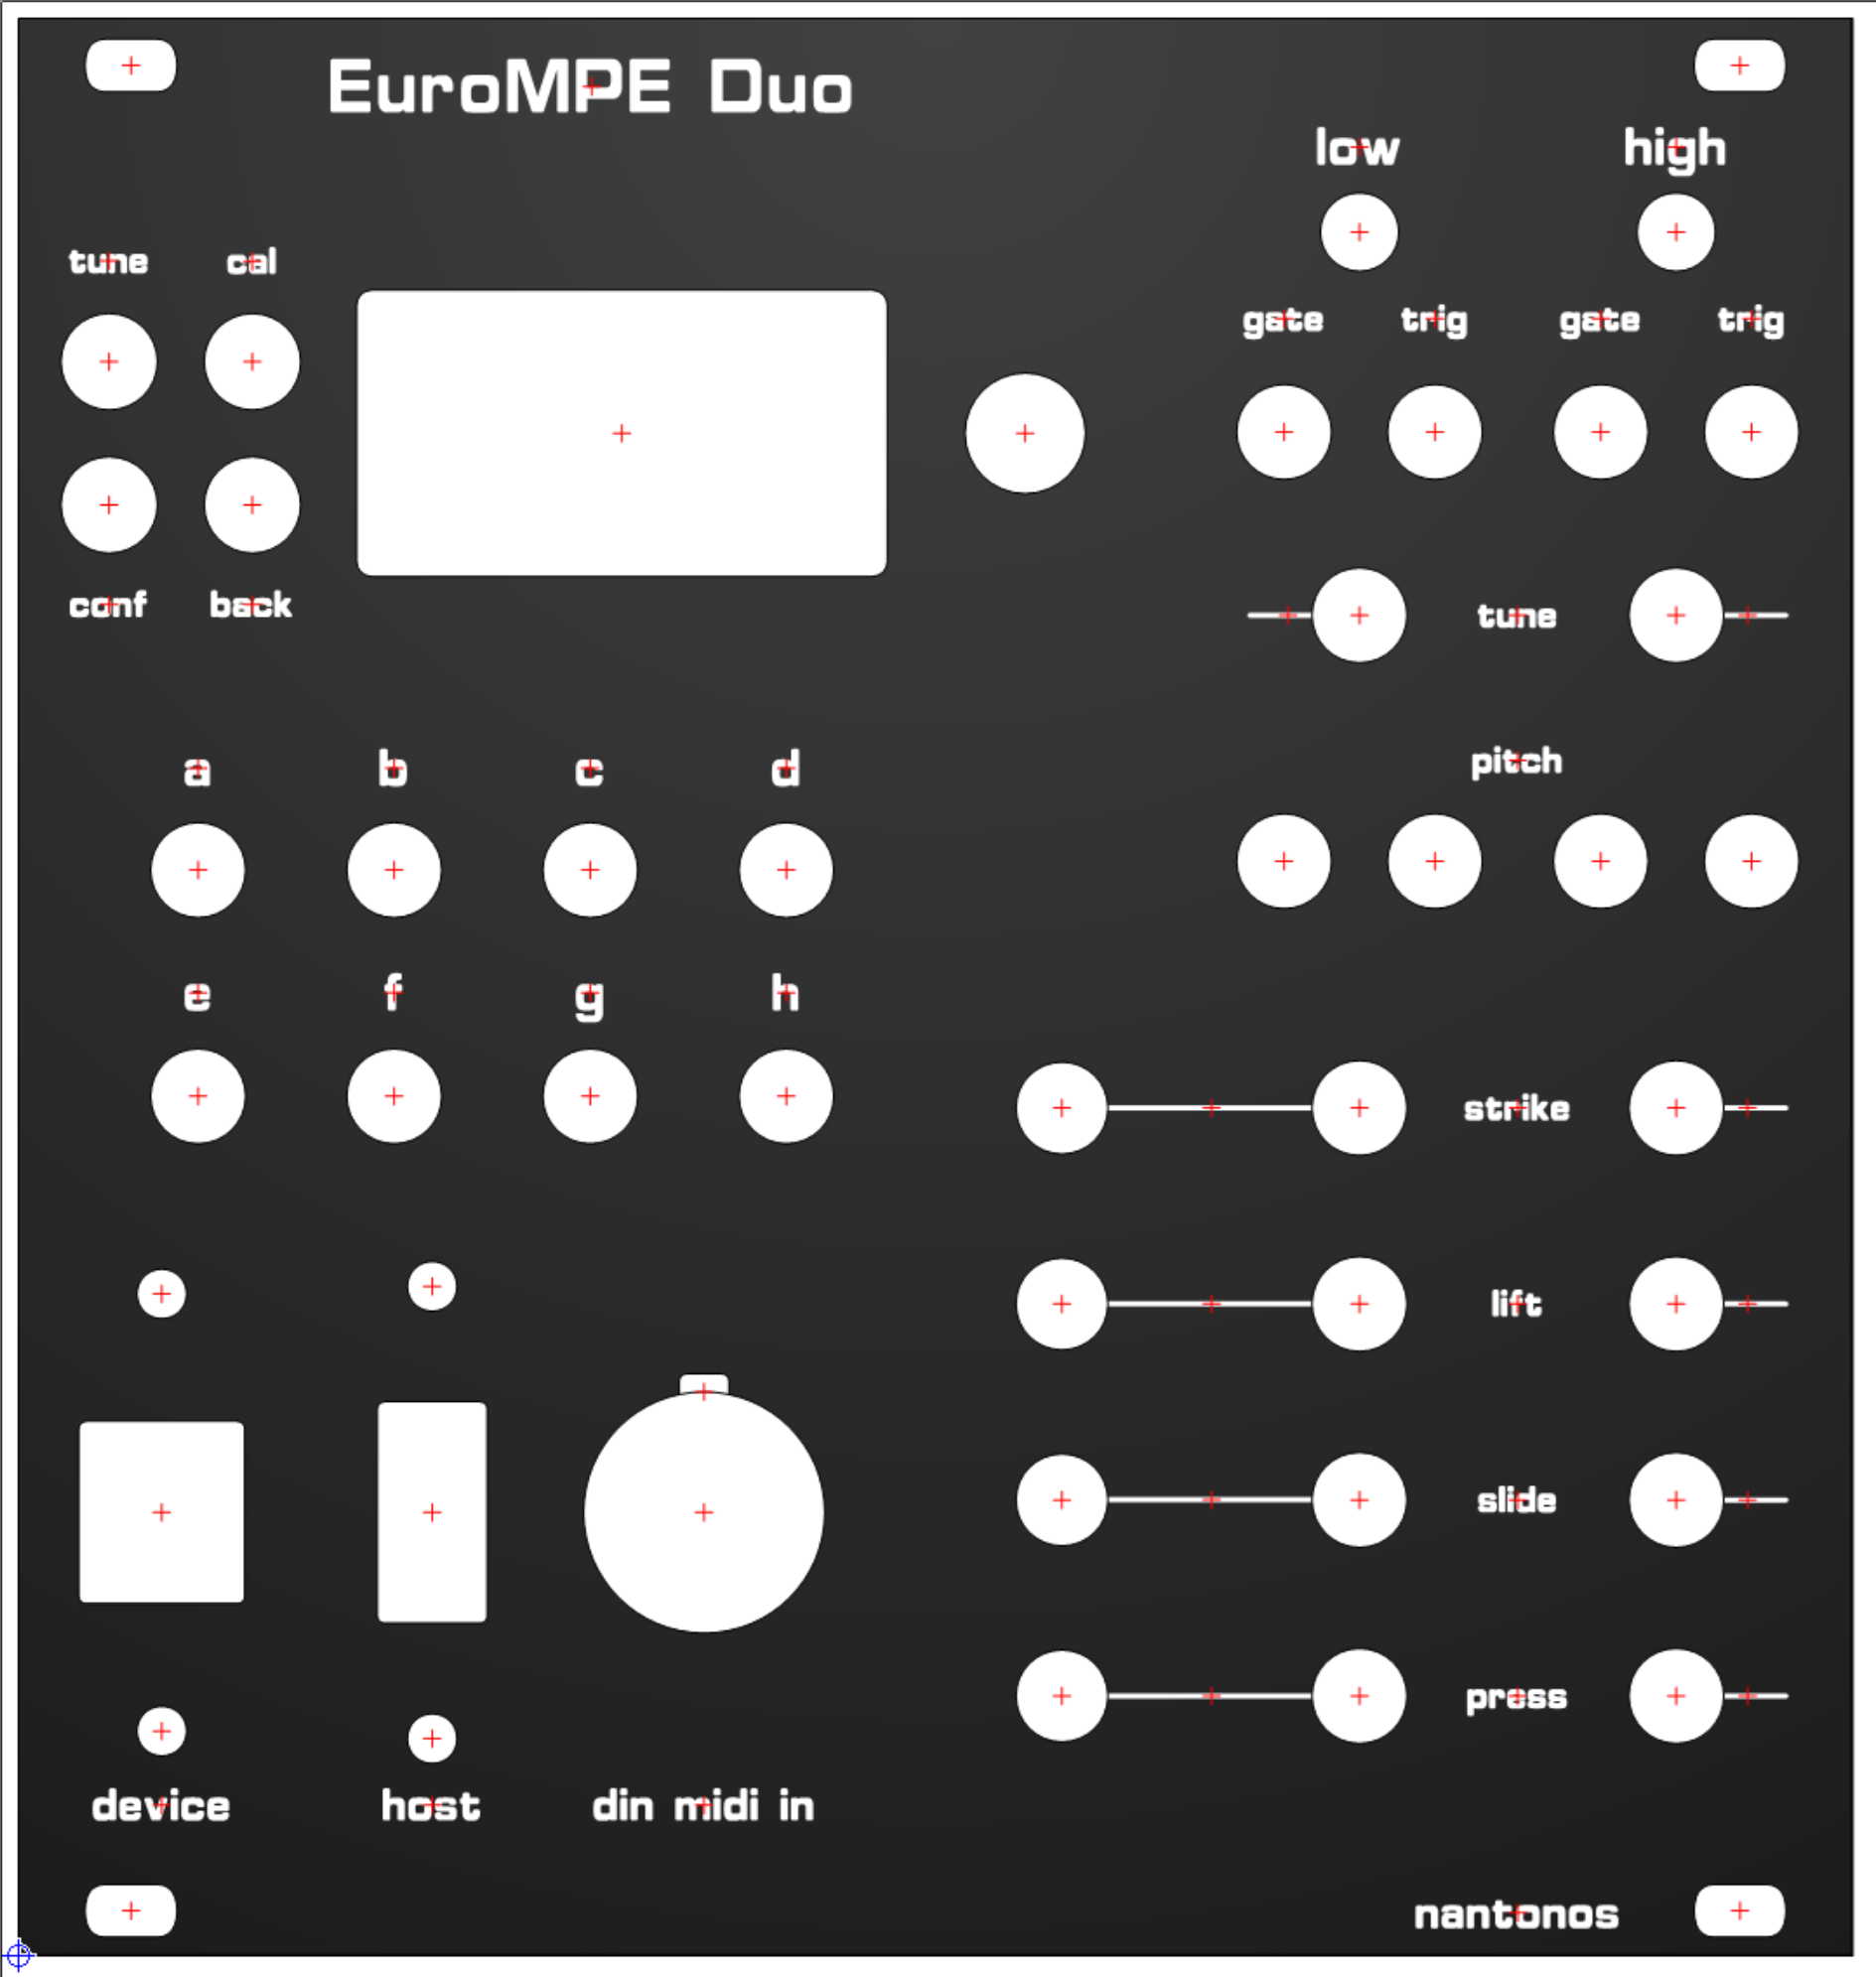 EuroMPE Duo
low high
tune cal
gate trig gate trig
conf back
tune
pitch
a b c d
e f g h
strike
lift
slide
press
device host din midi in
nantonos